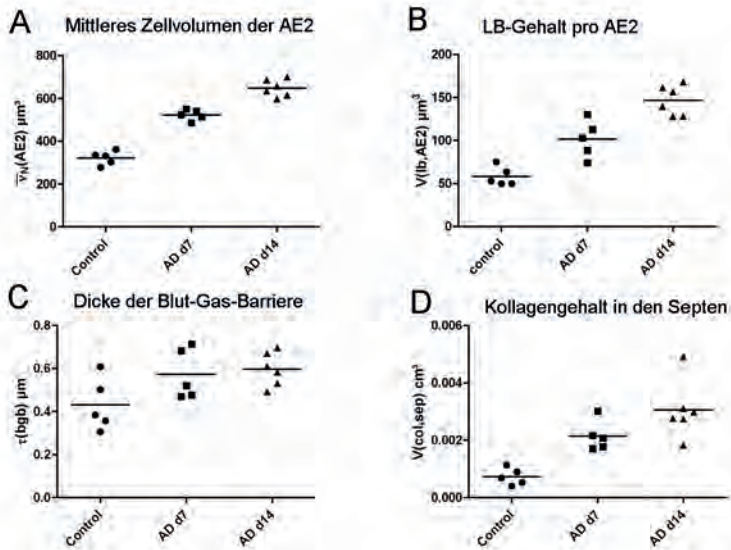 A Mittleres Zellvolumen der AE2
v̅N(AE2) µm³
800
600
400
200
0
Control AD d7 AD d14
B LB-Gehalt pro AE2
V(lb,AE2) µm³
200
150
100
50
0
control AD d7 AD d14
C Dicke der Blut-Gas-Barriere
τ(bgb) µm
0.8
0.6
0.4
0.2
0.0
Control AD d7 AD d14
D Kollagengehalt in den Septen
V(col,sep) cm³
0.006
0.004
0.002
0.000
Control AD d7 AD d14